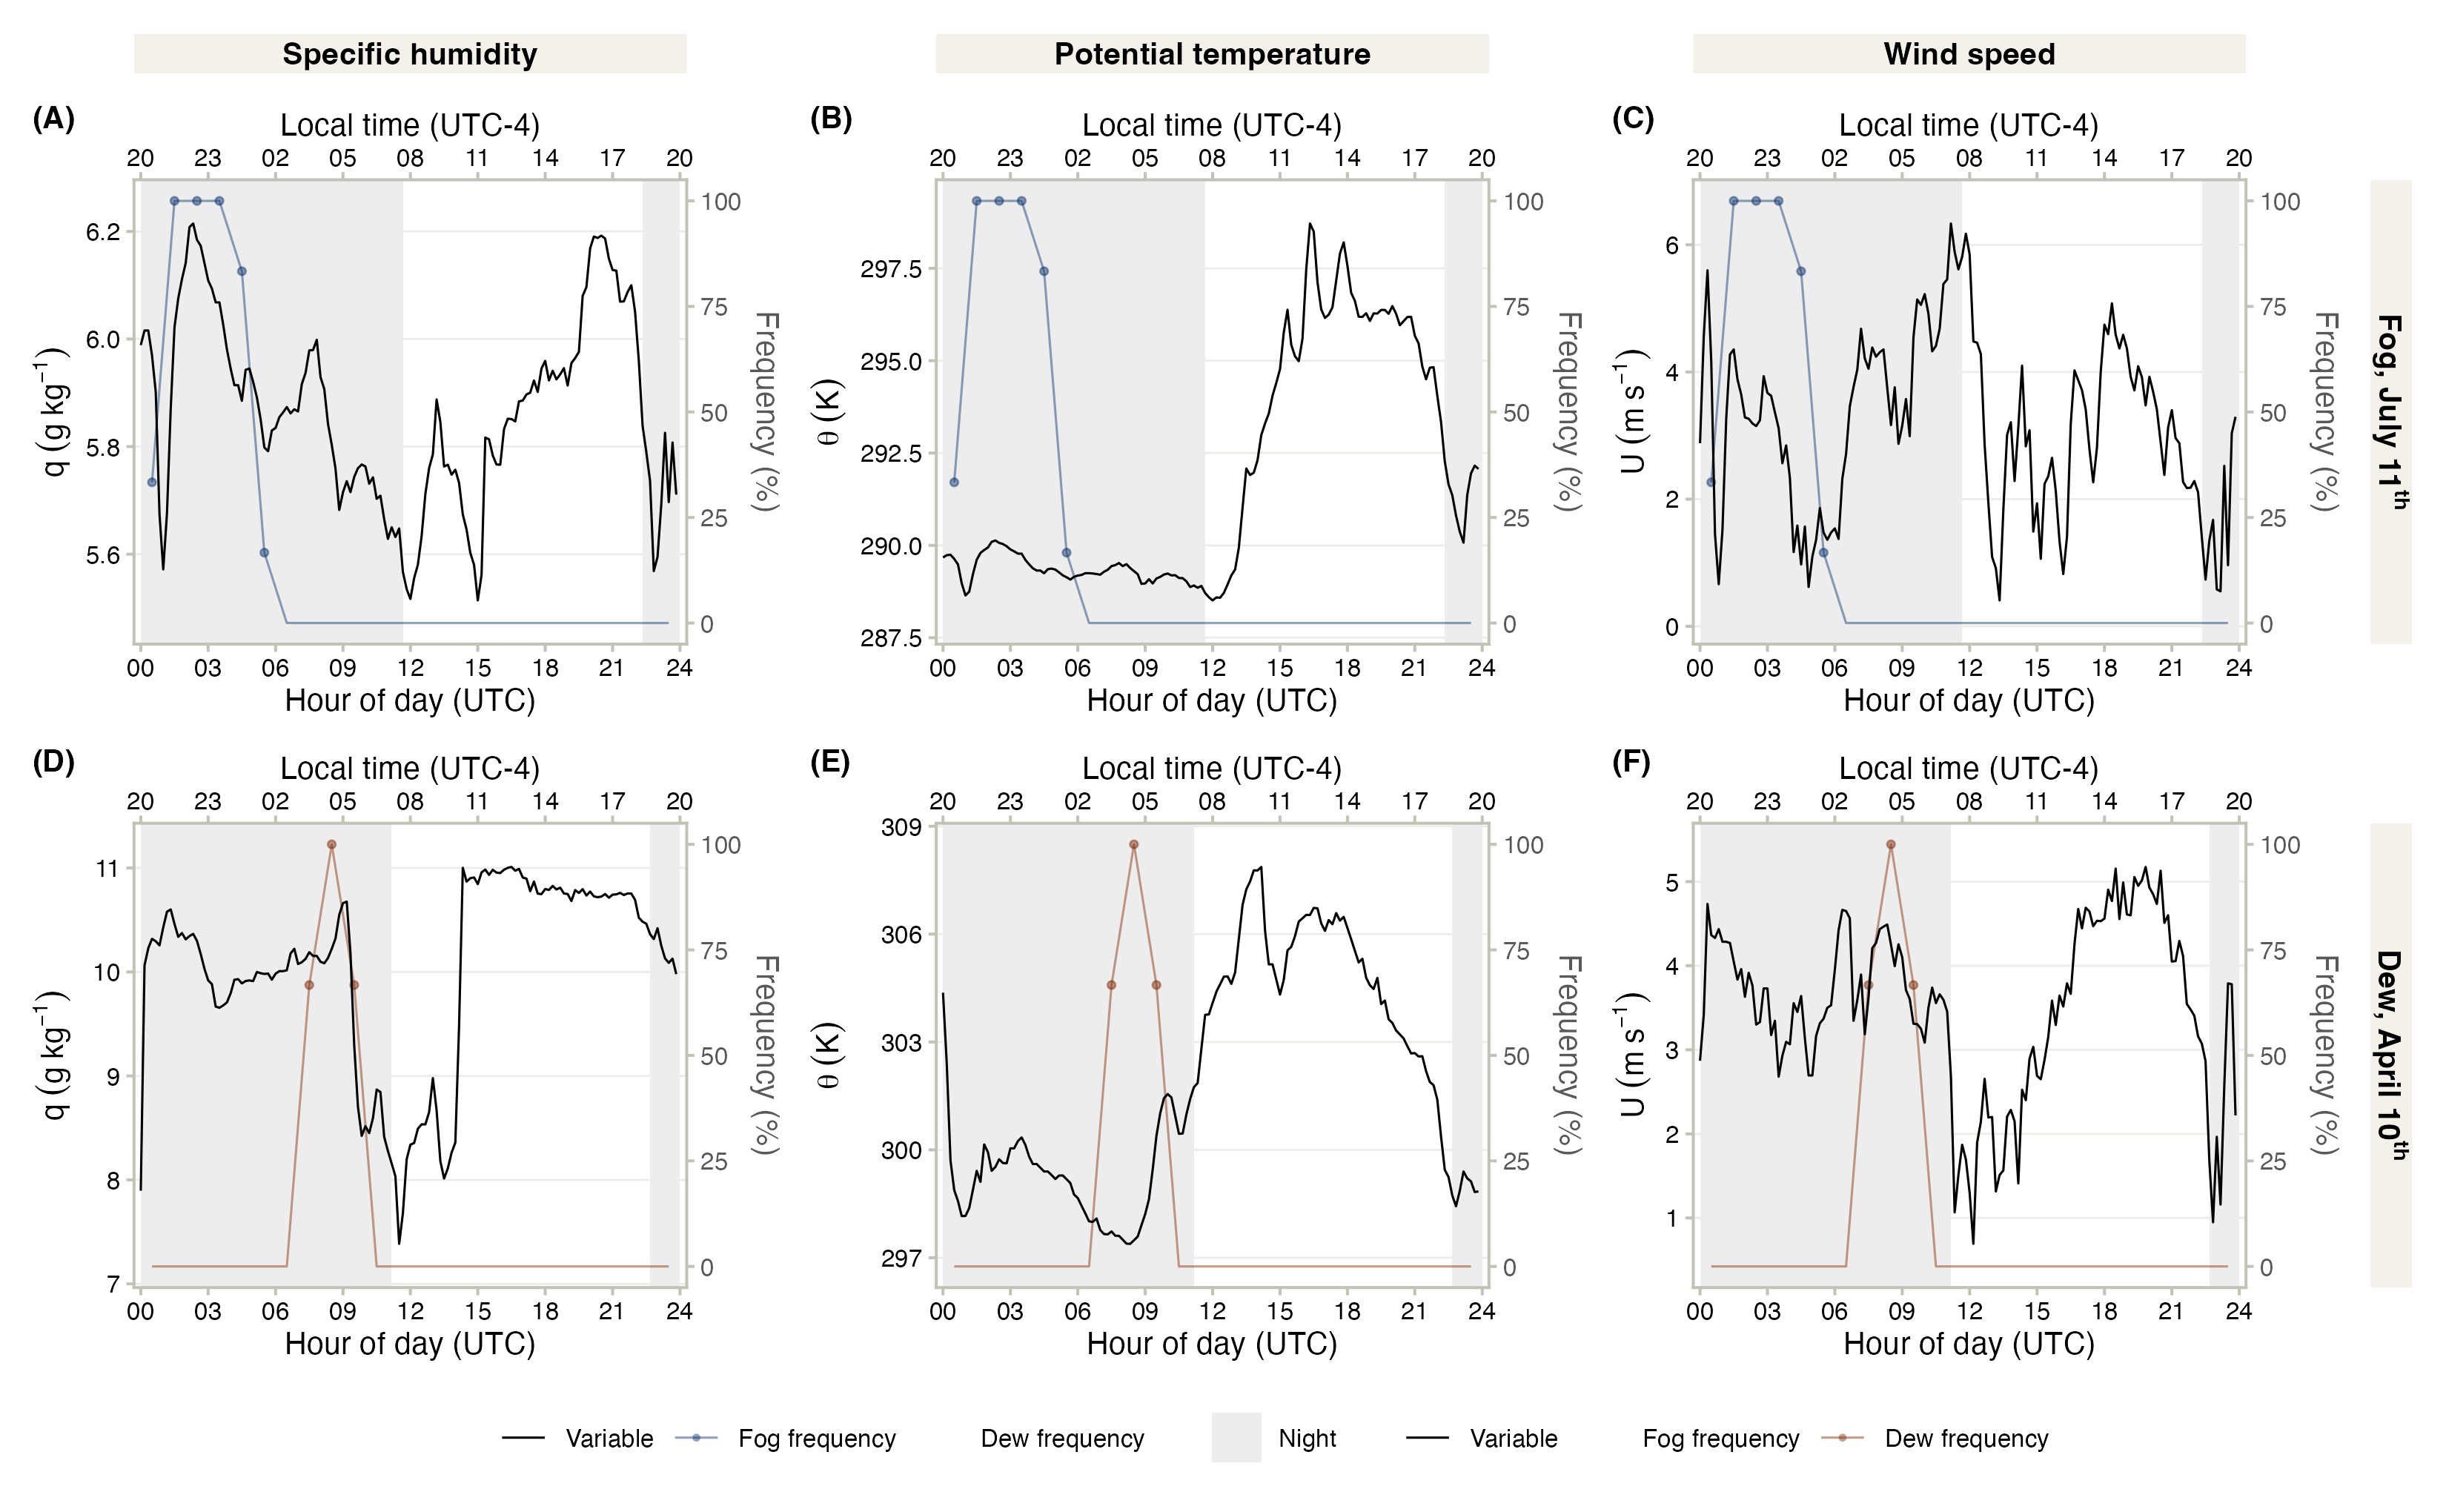 Specific humidity
Potential temperature
Wind speed
(A)
Local time (UTC-4)
20 23 02 05 08 11 14 17 20
6.2
6.0
5.8
5.6
q (g kg⁻¹)
100
75
50
25
0
Frequency (%)
00 03 06 09 12 15 18 21 24
Hour of day (UTC)
(B)
Local time (UTC-4)
20 23 02 05 08 11 14 17 20
297.5
295.0
292.5
290.0
287.5
θ (K)
100
75
50
25
0
Frequency (%)
00 03 06 09 12 15 18 21 24
Hour of day (UTC)
(C)
Local time (UTC-4)
20 23 02 05 08 11 14 17 20
6
4
2
0
U (m s⁻¹)
100
75
50
25
0
Frequency (%)
00 03 06 09 12 15 18 21 24
Hour of day (UTC)
Fog, July 11th
(D)
Local time (UTC-4)
20 23 02 05 08 11 14 17 20
11
10
9
8
7
q (g kg⁻¹)
100
75
50
25
0
Frequency (%)
00 03 06 09 12 15 18 21 24
Hour of day (UTC)
(E)
Local time (UTC-4)
20 23 02 05 08 11 14 17 20
309
306
303
300
297
θ (K)
100
75
50
25
0
Frequency (%)
00 03 06 09 12 15 18 21 24
Hour of day (UTC)
(F)
Local time (UTC-4)
20 23 02 05 08 11 14 17 20
5
4
3
2
1
U (m s⁻¹)
100
75
50
25
0
Frequency (%)
00 03 06 09 12 15 18 21 24
Hour of day (UTC)
Dew, April 10th
Variable Fog frequency Dew frequency Night Variable Fog frequency Dew frequency